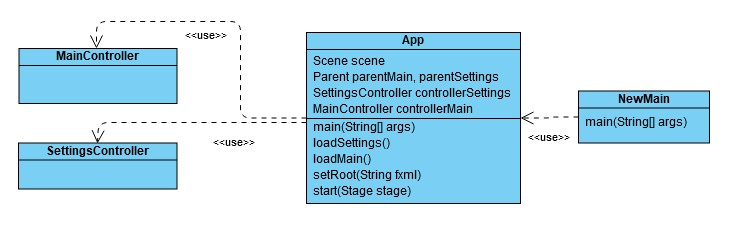 <<use>>
MainController
<<use>>
SettingsController
App
Scene scene
Parent parentMain, parentSettings
SettingsController controllerSettings
MainController controllerMain
main(String[] args)
loadSettings()
loadMain()
setRoot(String fxml)
start(Stage stage)
<<use>>
NewMain
main(String[] args)